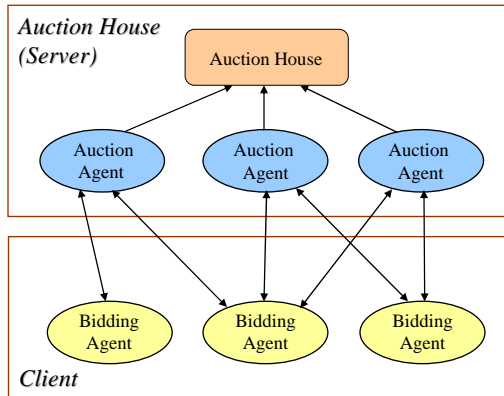 Auction House
(Server)
Auction House
Auction
Agent
Auction
Agent
Auction
Agent
Bidding
Agent
Bidding
Agent
Bidding
Agent
Client